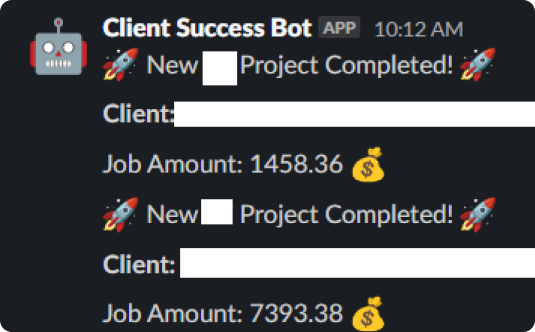 Client Success Bot APP 10:12 AM
🚀 New Project Completed! 🚀
Client:
Job Amount: 1458.36 💰
🚀 New Project Completed! 🚀
Client:
Job Amount: 7393.38 💰